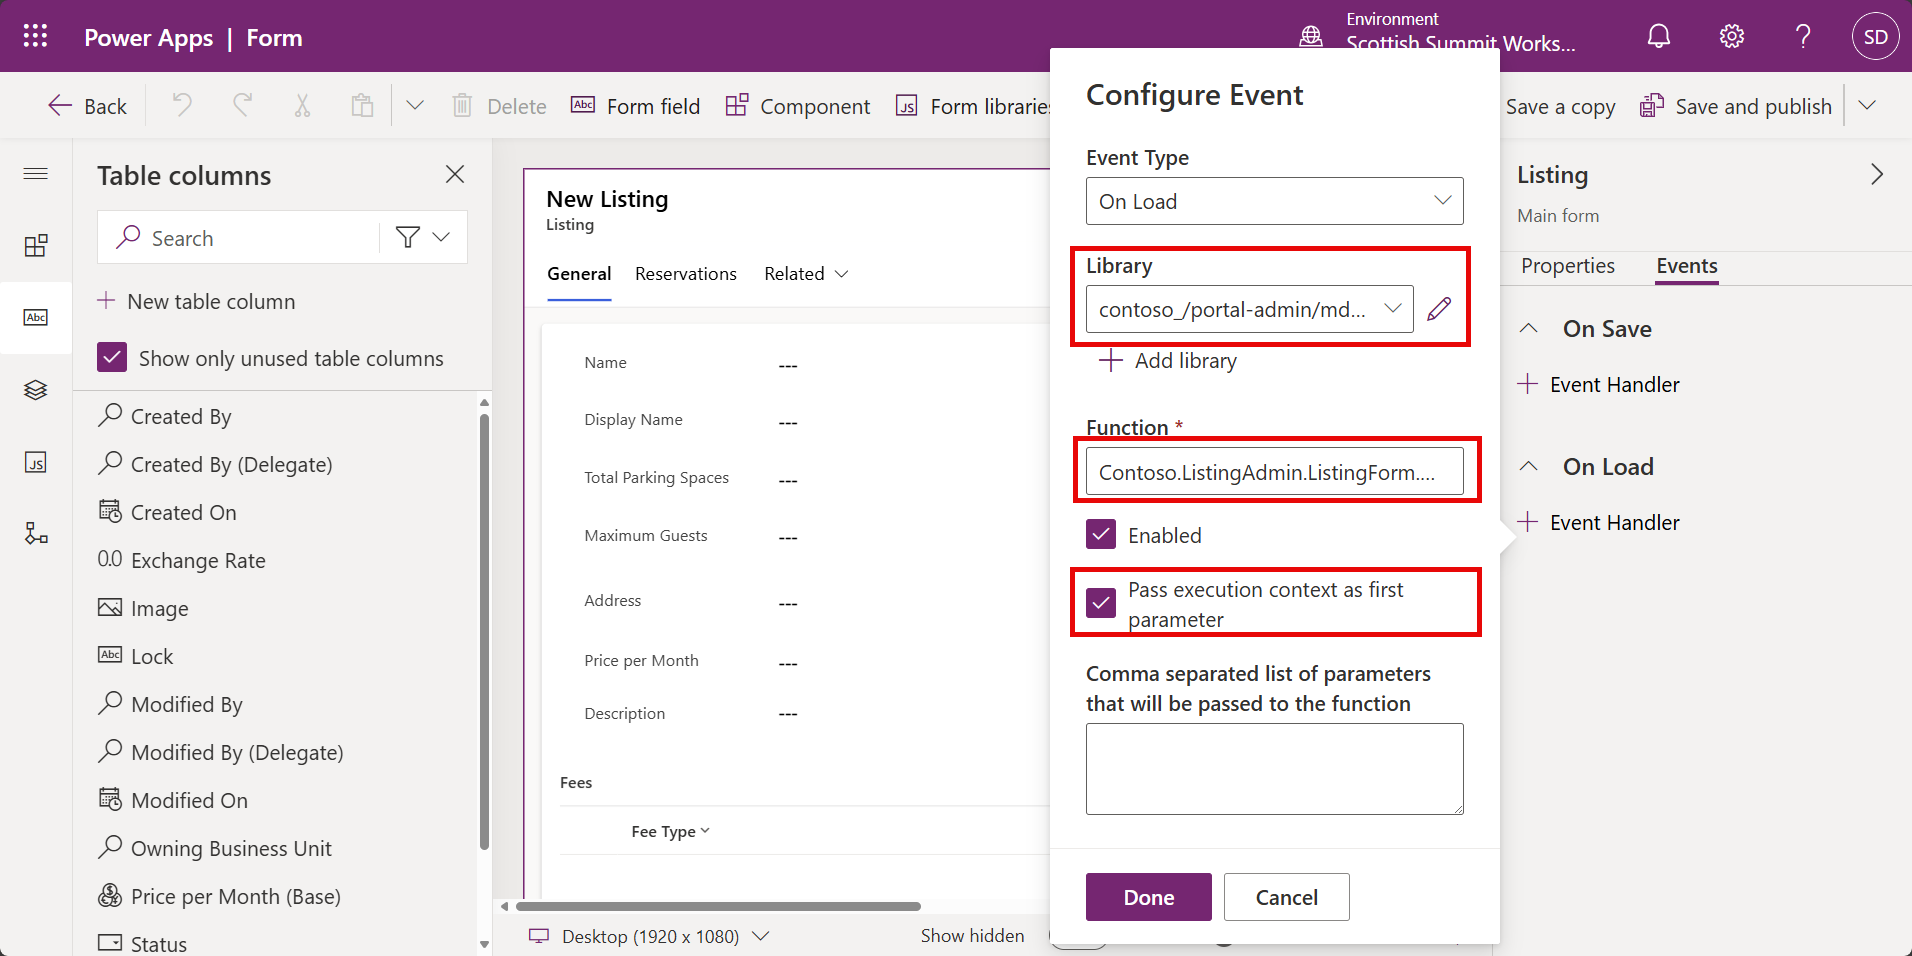 Power Apps | Form
Environment
Scottish Summit Works...
SD
Back
Delete
Abc Form field
Component
JS Form libraries
Save a copy
Save and publish
Table columns
Search
New table column
Show only unused table columns
Created By
Created By (Delegate)
Created On
0.0 Exchange Rate
Image
Abc Lock
Modified By
Modified By (Delegate)
Modified On
Owning Business Unit
Price per Month (Base)
Status
Abc
JS
New Listing
Listing
General Reservations Related
Name ---
Display Name ---
Total Parking Spaces ---
Maximum Guests ---
Address ---
Price per Month ---
Description ---
Fees
Fee Type
Desktop (1920 x 1080)
Show hidden
Configure Event
Event Type
On Load
Library
contoso_/portal-admin/md...
Add library
Function *
Contoso.ListingAdmin.ListingForm....
Enabled
Pass execution context as first
parameter
Comma separated list of parameters
that will be passed to the function
Done
Cancel
Listing
Main form
Properties Events
On Save
Event Handler
On Load
Event Handler